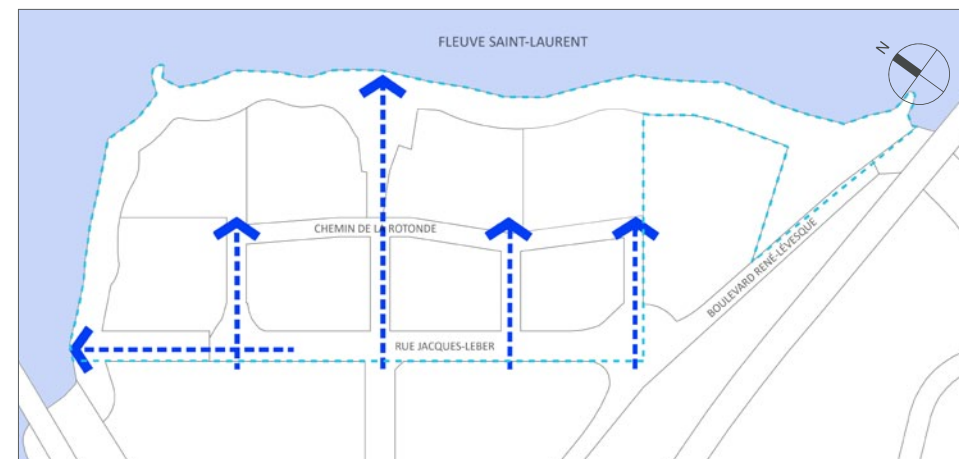 FLEUVE SAINT-LAURENT
N
CHEMIN DE LA ROTONDE
BOULEVARD RENÉ-LÉVESQUE
RUE JACQUES-LEBER